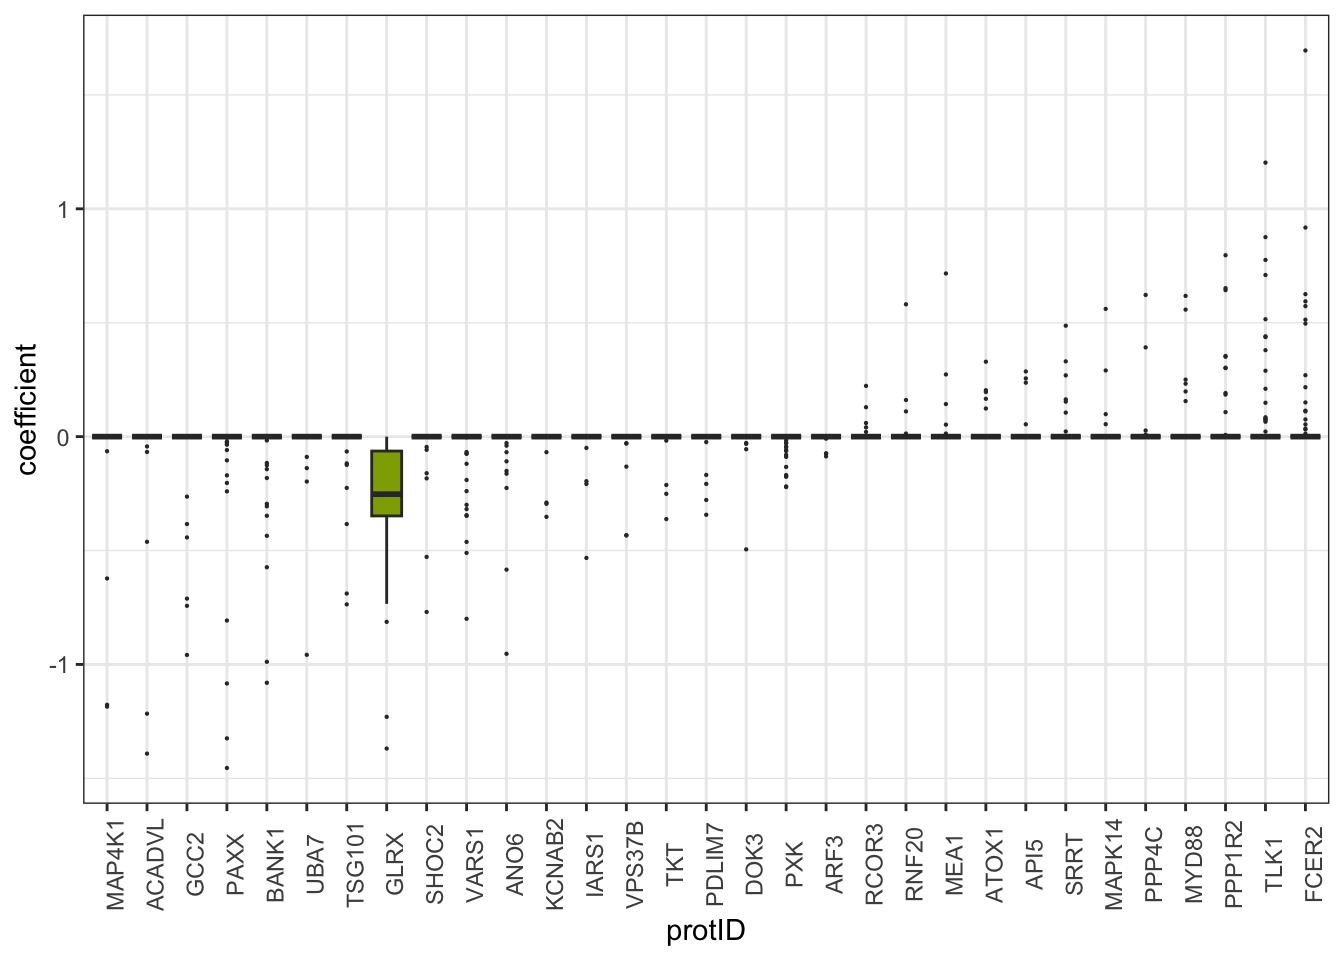 coefficient
1
0
-1
MAP4K1
ACADVL
GCC2
PAXX
BANK1
UBA7
TSG101
GLRX
SHOC2
VARS1
ANO6
KCNAB2
IARS1
VPS37B
TKT
PDLIM7
DOK3
PXK
ARF3
RCOR3
RNF20
MEA1
ATOX1
API5
SRRT
MAPK14
PPP4C
MYD88
PPP1R2
TLK1
FCER2
protID